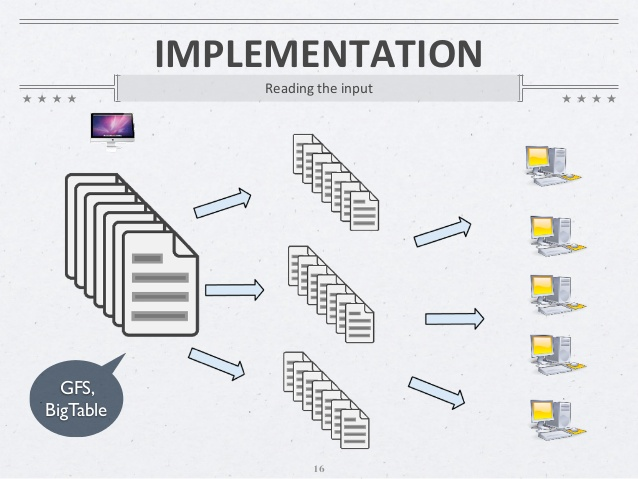 IMPLEMENTATION
Reading the input
GFS,
BigTable
16